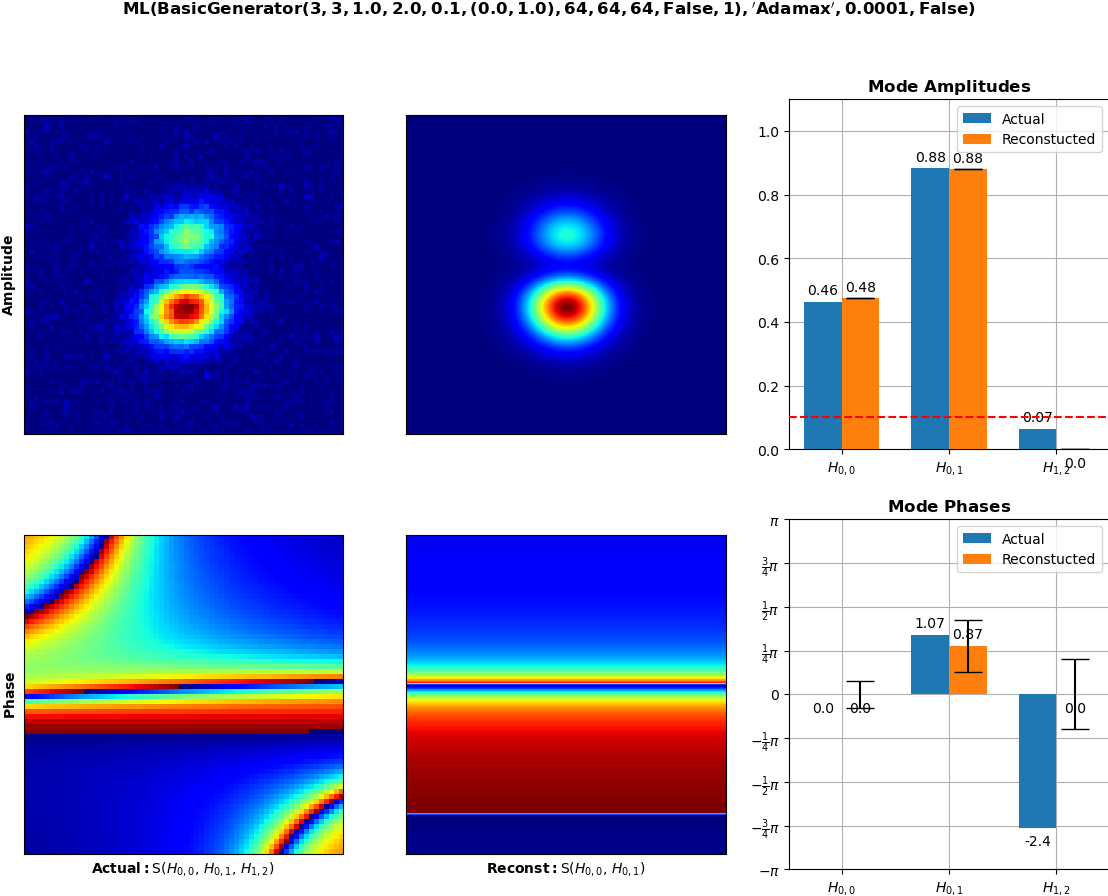 ML(BasicGenerator(3, 3, 1.0, 2.0, 0.1, (0.0, 1.0), 64, 64, 64, False, 1), ′Adamax′, 0.0001, False)
Amplitude
Mode Amplitudes
Actual
Reconstucted
1.0
0.8
0.6
0.4
0.2
0.0
0.46
0.48
0.88
0.88
0.07
0.0
H0,0
H0,1
H1,2
Phase
Actual: S(H0,0, H0,1, H1,2)
Reconst: S(H0,0, H0,1)
Mode Phases
Actual
Reconstucted
π
3/4π
1/2π
1/4π
0
−1/4π
−1/2π
−3/4π
−π
0.0
0.0
1.07
0.87
-2.4
0.0
H0,0
H0,1
H1,2